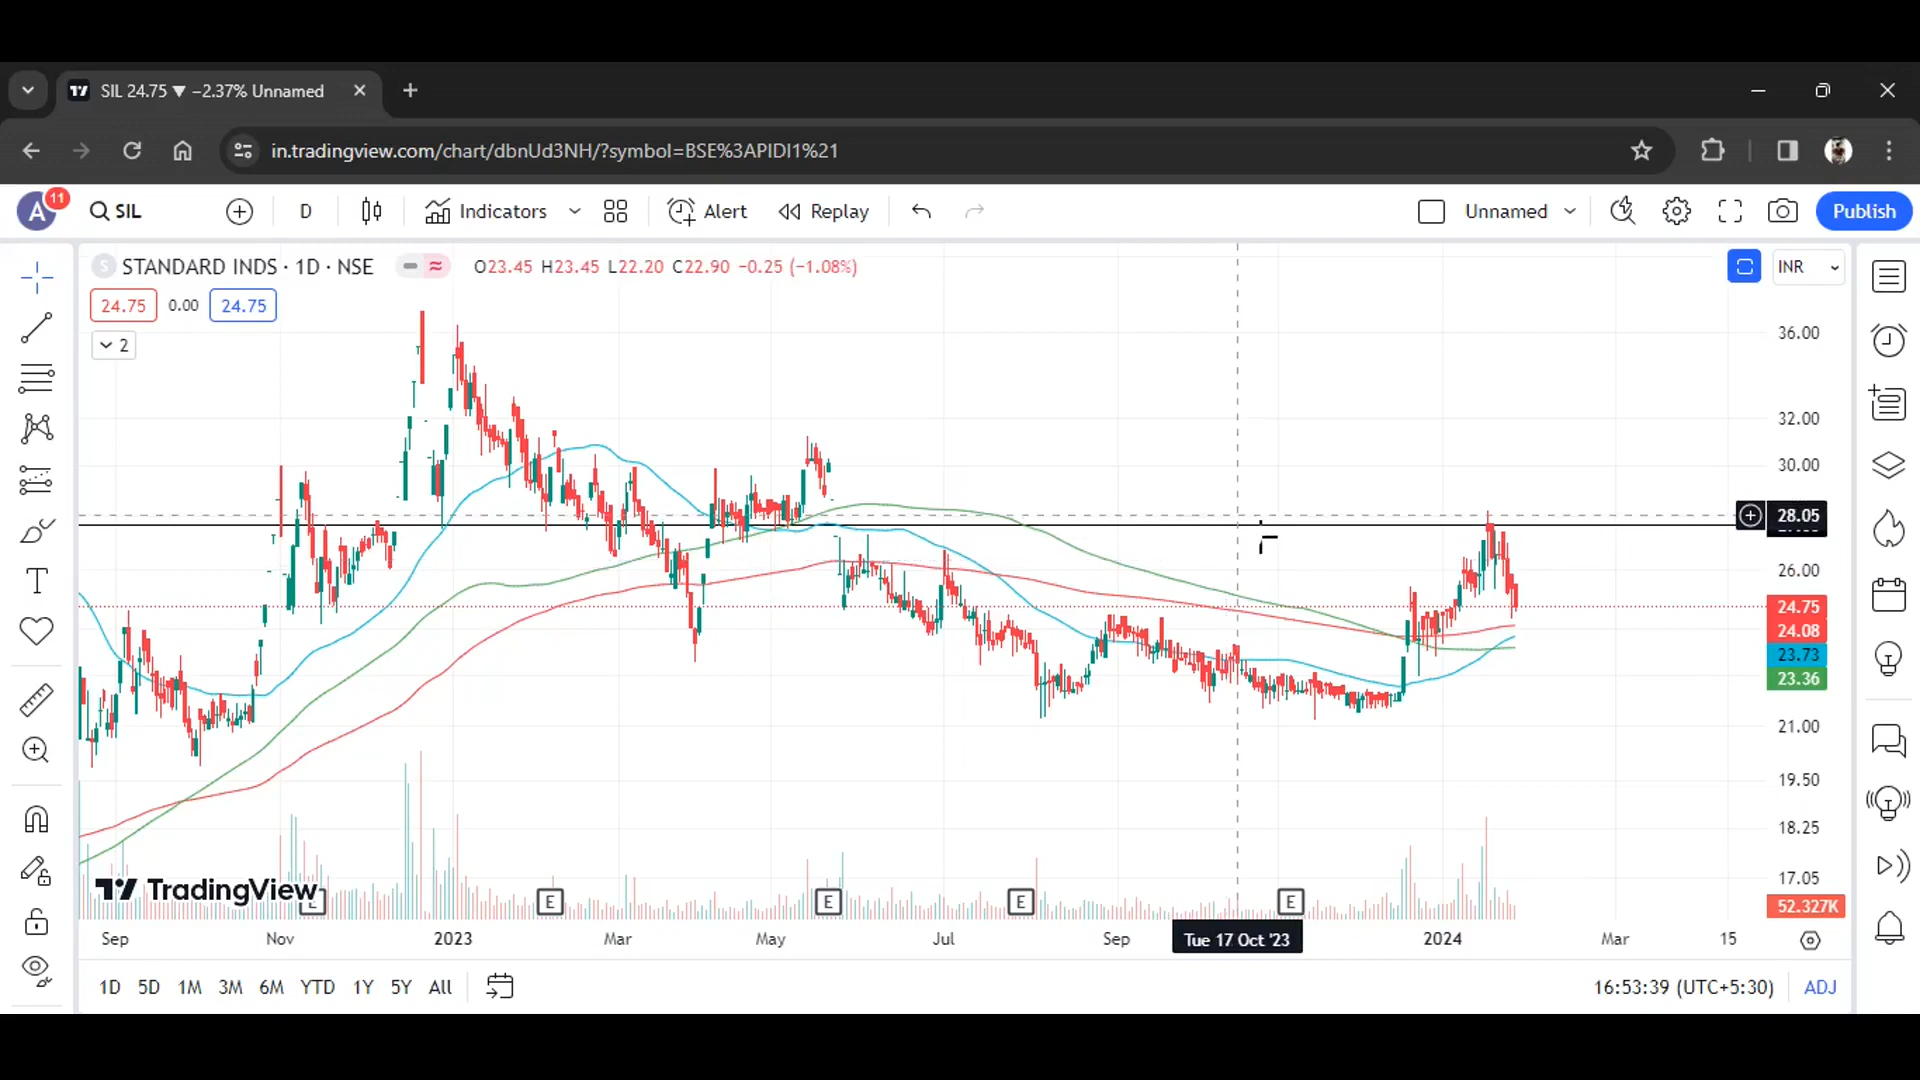 SIL 24.75 ▼ −2.37% Unnamed
in.tradingview.com/chart/dbnUd3NH/?symbol=BSE%3APIDI1%21
A 11 SIL D Indicators Alert Replay Unnamed Publish
S STANDARD INDS · 1D · NSE O23.45 H23.45 L22.20 C22.90 −0.25 (−1.08%) INR
24.75 0.00 24.75
2
36.00
32.00
30.00
28.05
26.00
24.75
24.08
23.73
23.36
21.00
19.50
18.25
17.05
TradingView
E E E E
52.327K
Sep Nov 2023 Mar May Jul Sep Tue 17 Oct '23 2024 Mar 15
1D 5D 1M 3M 6M YTD 1Y 5Y All 16:53:39 (UTC+5:30) ADJ